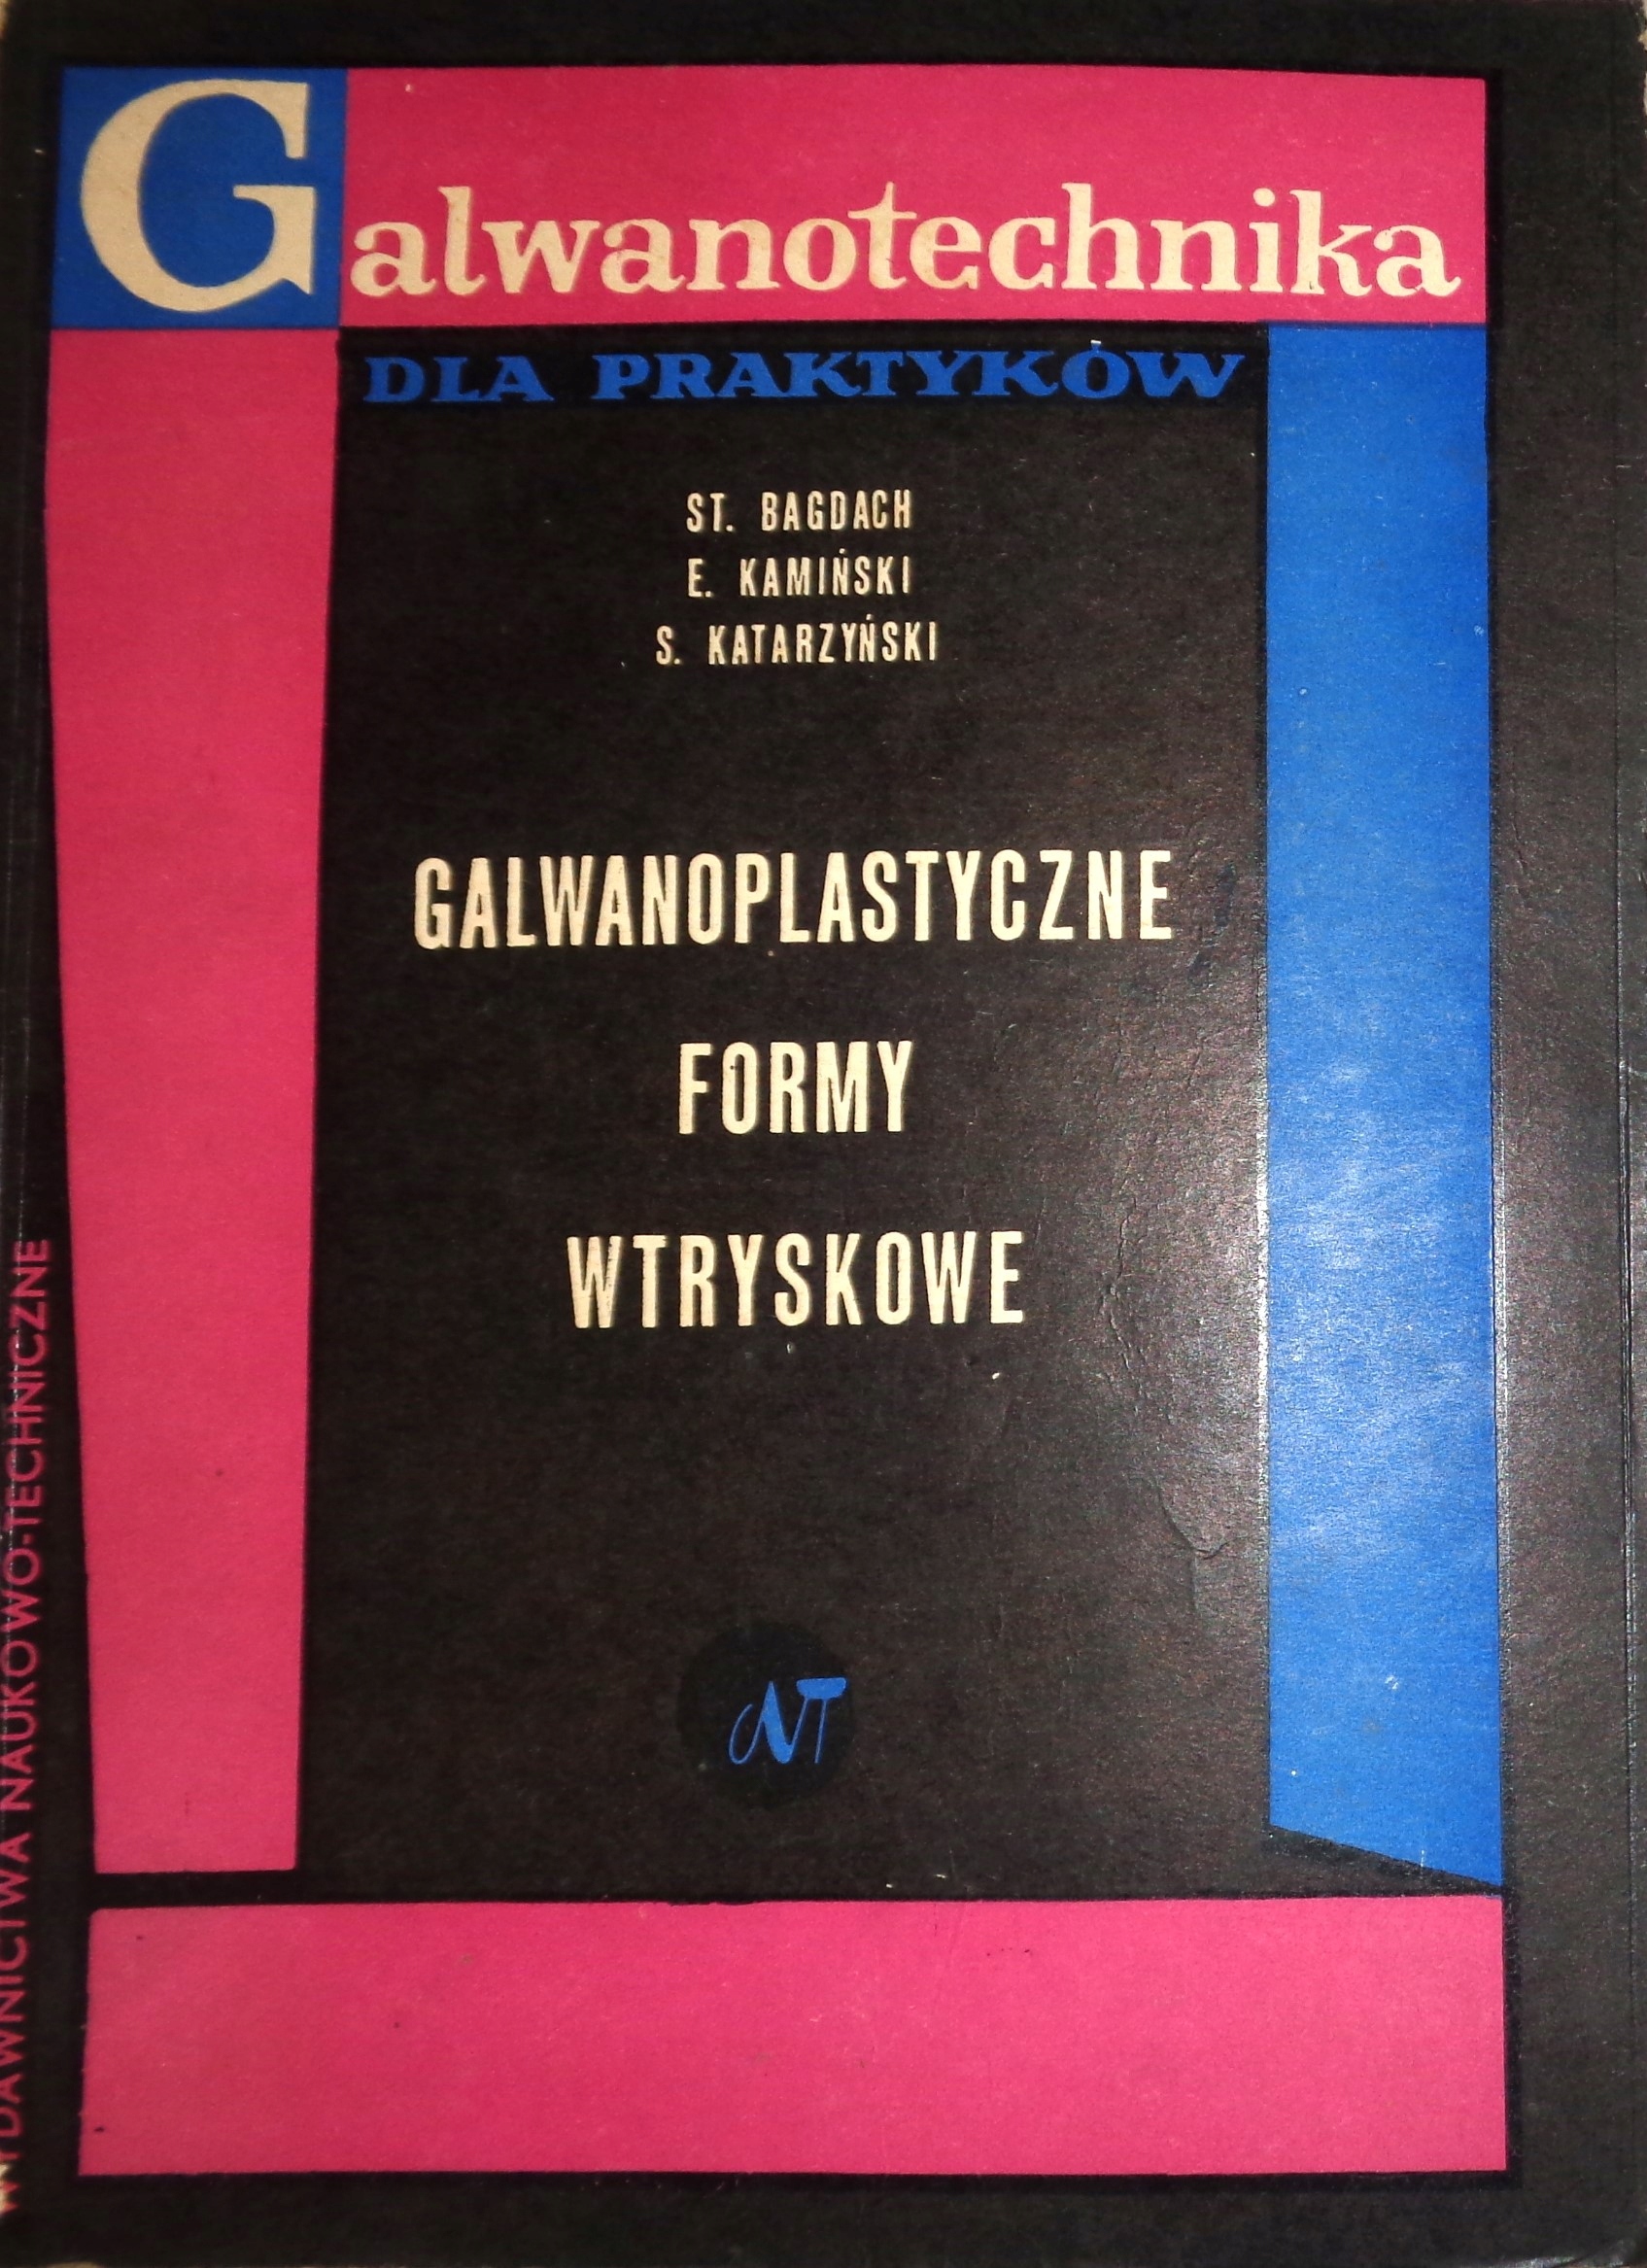 Galwanotechnika
DLA PRAKTYKÓW
ST. BAGDACH
E. KAMIŃSKI
S. KATARZYŃSKI
GALWANOPLASTYCZNE
FORMY
WTRYSKOWE
NT
WYDAWNICTWA NAUKOWO-TECHNICZNE